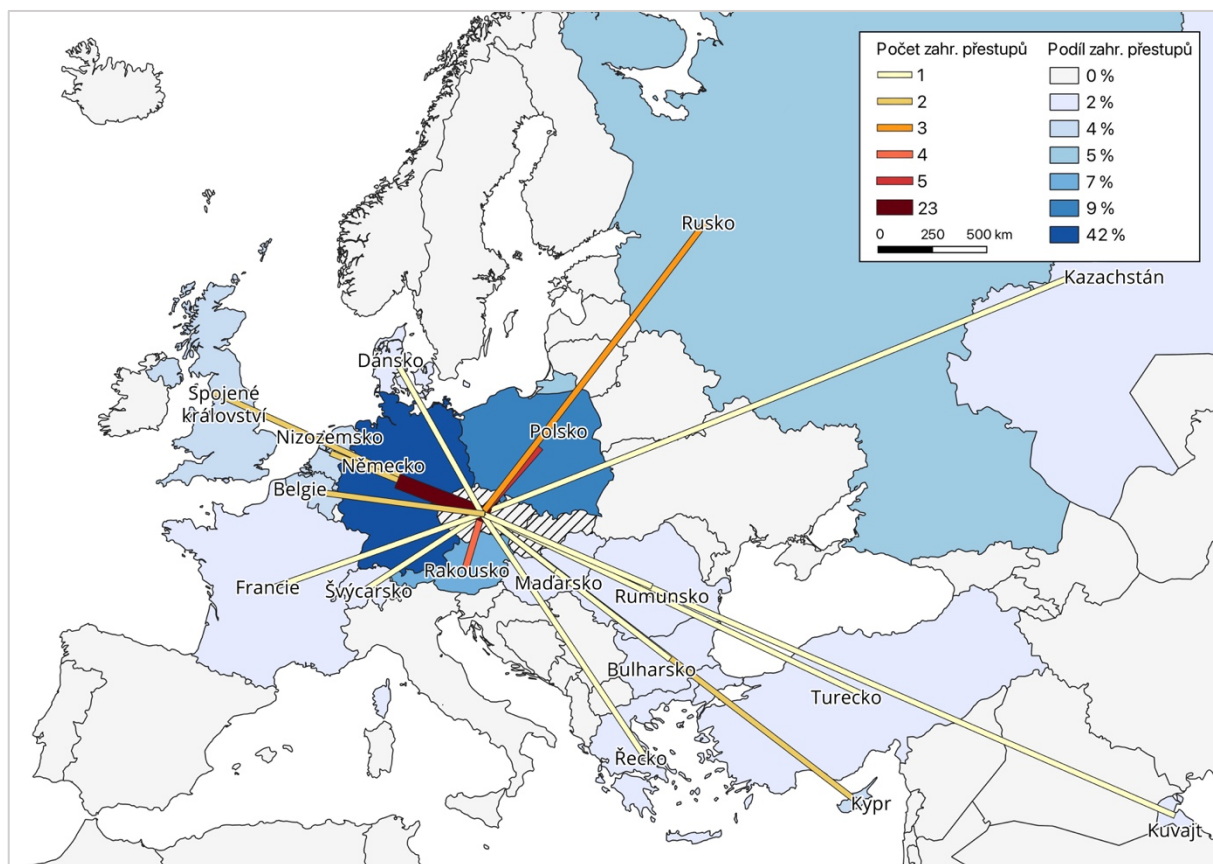 Počet zahr. přestupů
1
2
3
4
5
23
0 250 500 km
Podíl zahr. přestupů
0 %
2 %
4 %
5 %
7 %
9 %
42 %
Rusko
Kazachstán
Dánsko
Spojené
království
Nizozemsko
Polsko
Německo
Belgie
Francie
Švýcarsko
Rakousko
Maďarsko
Rumunsko
Bulharsko
Turecko
Řecko
Kypr
Kuvajt